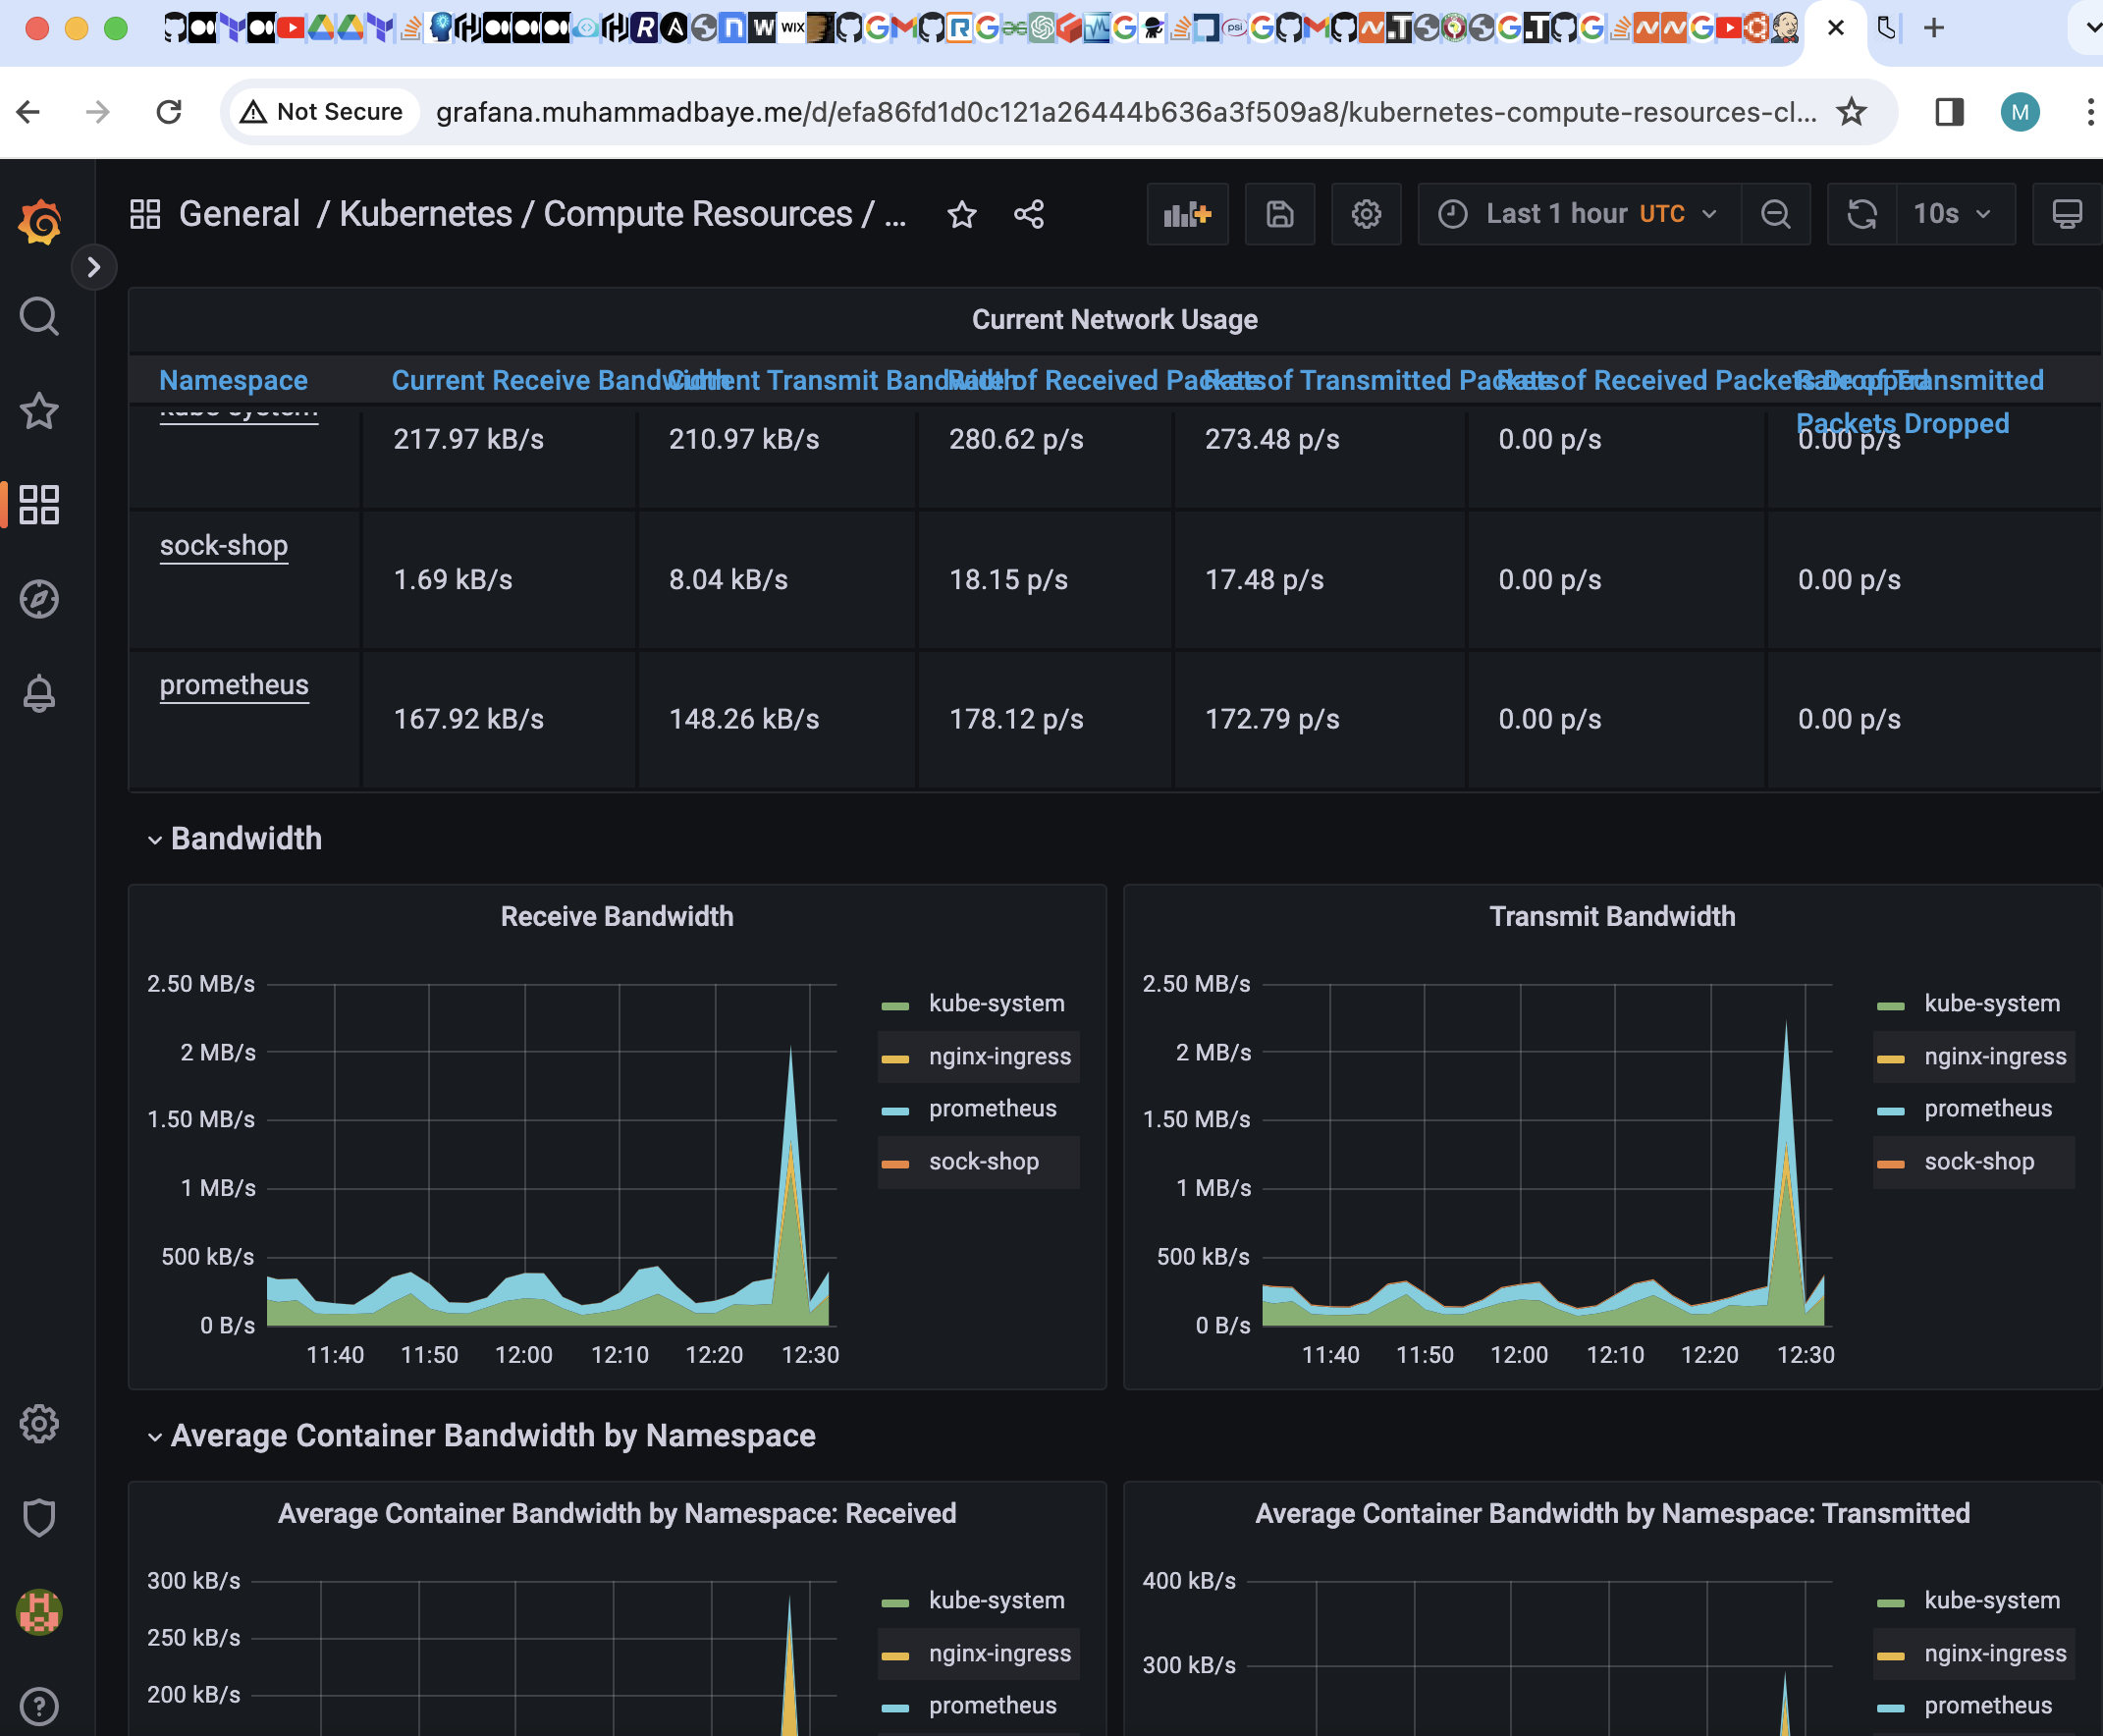 Not Secure
grafana.muhammadbaye.me/d/efa86fd1d0c121a26444b636a3f509a8/kubernetes-compute-resources-cl...
M
General / Kubernetes / Compute Resources / ...
Last 1 hour UTC
10s
Current Network Usage
Namespace
Current Receive Bandwidth
Current Transmit Bandwidth
Rate of Received Packets
Rate of Transmitted Packets
Rate of Received Packets Dropped
Rate of Transmitted Packets Dropped
kube-system 217.97 kB/s 210.97 kB/s 280.62 p/s 273.48 p/s 0.00 p/s 0.00 p/s
sock-shop 1.69 kB/s 8.04 kB/s 18.15 p/s 17.48 p/s 0.00 p/s 0.00 p/s
prometheus 167.92 kB/s 148.26 kB/s 178.12 p/s 172.79 p/s 0.00 p/s 0.00 p/s
Bandwidth
Receive Bandwidth
2.50 MB/s
2 MB/s
1.50 MB/s
1 MB/s
500 kB/s
0 B/s
11:40 11:50 12:00 12:10 12:20 12:30
kube-system
nginx-ingress
prometheus
sock-shop
Transmit Bandwidth
2.50 MB/s
2 MB/s
1.50 MB/s
1 MB/s
500 kB/s
0 B/s
11:40 11:50 12:00 12:10 12:20 12:30
kube-system
nginx-ingress
prometheus
sock-shop
Average Container Bandwidth by Namespace
Average Container Bandwidth by Namespace: Received
300 kB/s
250 kB/s
200 kB/s
kube-system
nginx-ingress
prometheus
Average Container Bandwidth by Namespace: Transmitted
400 kB/s
300 kB/s
kube-system
nginx-ingress
prometheus